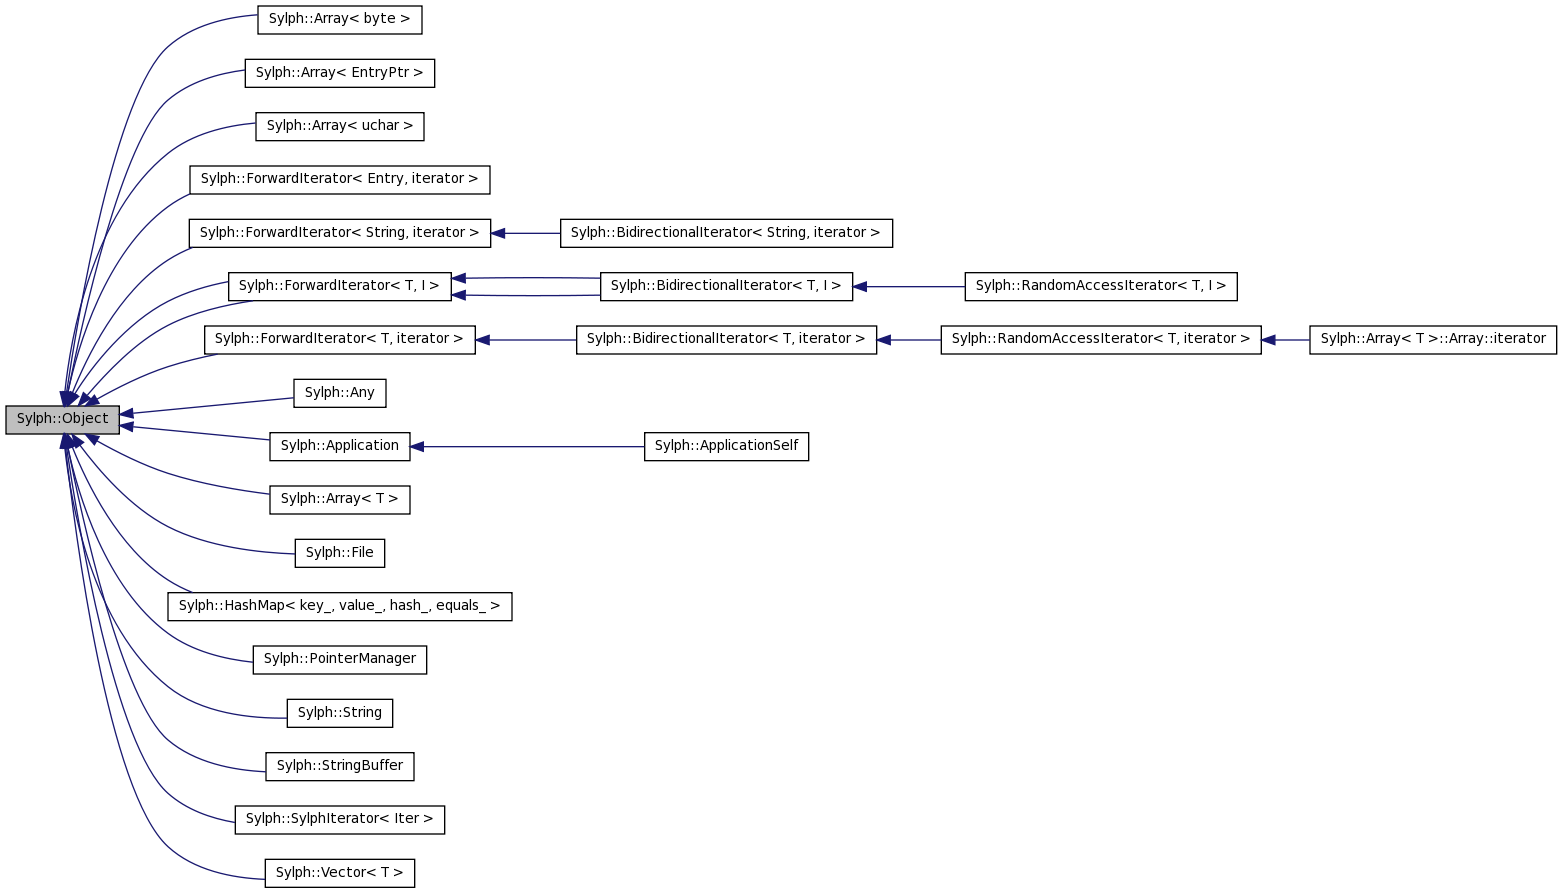 Sylph::Array< byte >
Sylph::Array< EntryPtr >
Sylph::Array< uchar >
Sylph::ForwardIterator< Entry, iterator >
Sylph::ForwardIterator< String, iterator >
Sylph::BidirectionalIterator< String, iterator >
Sylph::ForwardIterator< T, I >
Sylph::BidirectionalIterator< T, I >
Sylph::RandomAccessIterator< T, I >
Sylph::ForwardIterator< T, iterator >
Sylph::BidirectionalIterator< T, iterator >
Sylph::RandomAccessIterator< T, iterator >
Sylph::Array< T >::Array::iterator
Sylph::Any
Sylph::Object
Sylph::Application
Sylph::ApplicationSelf
Sylph::Array< T >
Sylph::File
Sylph::HashMap< key_, value_, hash_, equals_ >
Sylph::PointerManager
Sylph::String
Sylph::StringBuffer
Sylph::SylphIterator< Iter >
Sylph::Vector< T >